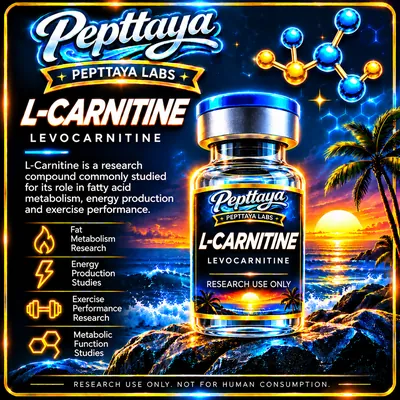 Pepttaya
PEPTTAYA LABS
L-CARNITINE
LEVOCARNITINE
L-Carnitine is a research
compound commonly studied
for its role in fatty acid
metabolism, energy production
and exercise performance.
Fat
Metabolism
Research
Energy
Production
Studies
Exercise
Performance
Research
Metabolic
Function
Studies
Pepttaya
PEPTTAYA LABS
L-CARNITINE
LEVOCARNITINE
RESEARCH USE ONLY
RESEARCH USE ONLY. NOT FOR HUMAN CONSUMPTION.